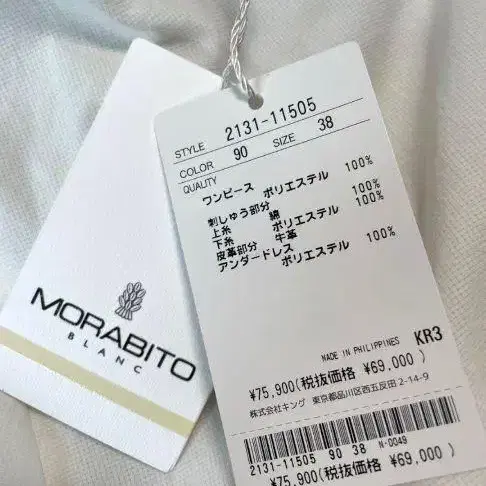 MORABITO
BLANC
STYLE 2131-11505
COLOR 90 SIZE 38
QUALITY
ワンピース ポリエステル 100%
刺しゅう部分
上糸 綿 100%
下糸 ポリエステル 100%
皮革部分 牛革
アンダードレス
ポリエステル 100%
MADE IN PHILIPPINES KR3
¥75,900(税抜価格 ¥69,000)
株式会社キング 東京都品川区西五反田 2-14-9
2131-11505 90 38 N-0049
¥75,900(税抜価格 ¥69,000)